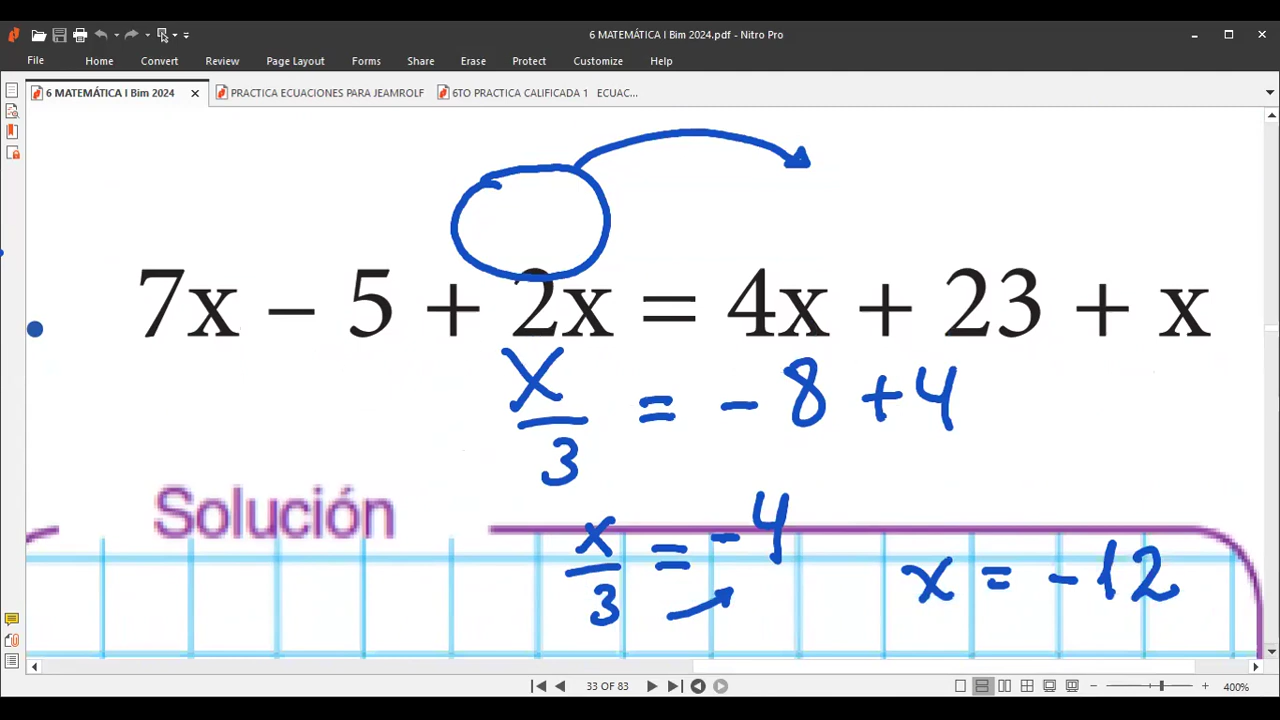 6 MATEMÁTICA I Bim 2024.pdf - Nitro Pro
File Home Convert Review Page Layout Forms Share Erase Protect Customize Help
6 MATEMÁTICA I Bim 2024 PRACTICA ECUACIONES PARA JEAMROLF 6TO PRACTICA CALIFICADA 1 ECUAC...
7x – 5 + 2x = 4x + 23 + x
x/3 = - 8 + 4
Solución
x/3 = - 4
x = - 12
33 OF 83
400%